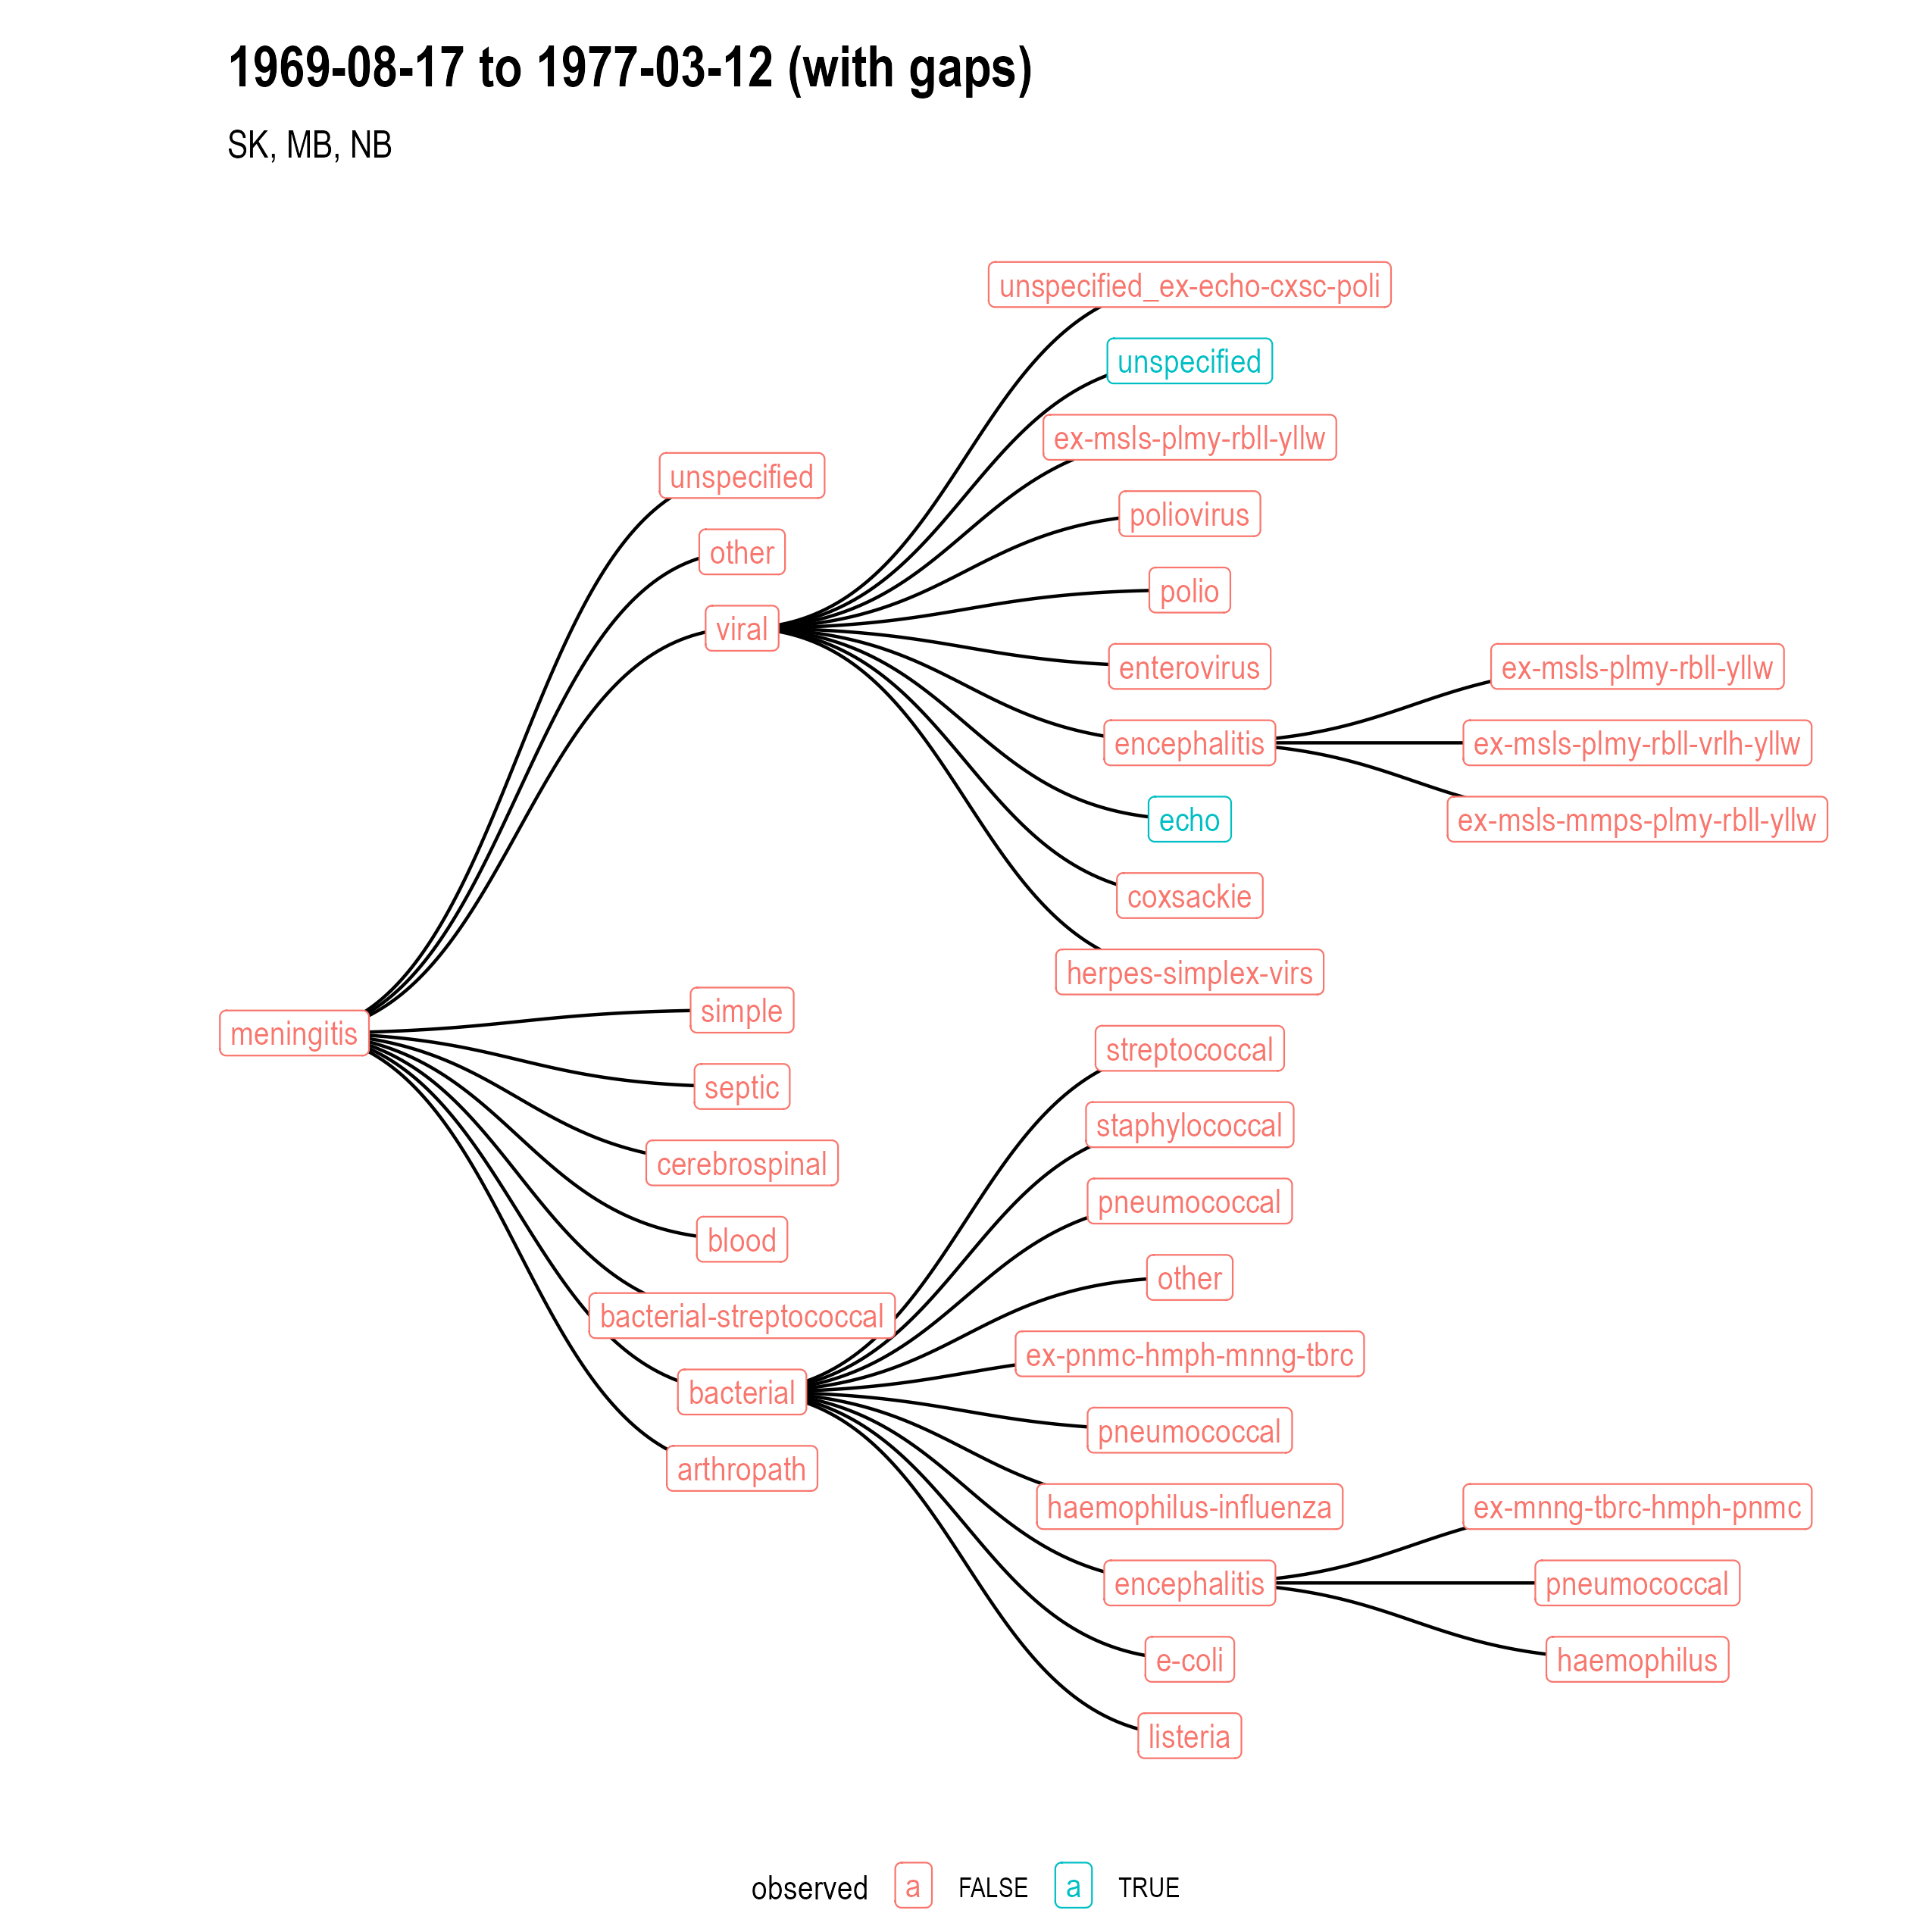 1969-08-17 to 1977-03-12 (with gaps)
SK, MB, NB
unspecified_ex-echo-cxsc-poli
unspecified
ex-msls-plmy-rbll-yllw
unspecified
poliovirus
other
polio
viral
enterovirus
ex-msls-plmy-rbll-yllw
encephalitis
ex-msls-plmy-rbll-vrlh-yllw
echo
ex-msls-mmps-plmy-rbll-yllw
coxsackie
herpes-simplex-virs
simple
meningitis
streptococcal
septic
staphylococcal
cerebrospinal
pneumococcal
blood
other
bacterial-streptococcal
ex-pnmc-hmph-mnng-tbrc
bacterial
pneumococcal
arthropath
haemophilus-influenza
ex-mnng-tbrc-hmph-pnmc
encephalitis
pneumococcal
e-coli
haemophilus
listeria
observed a FALSE a TRUE